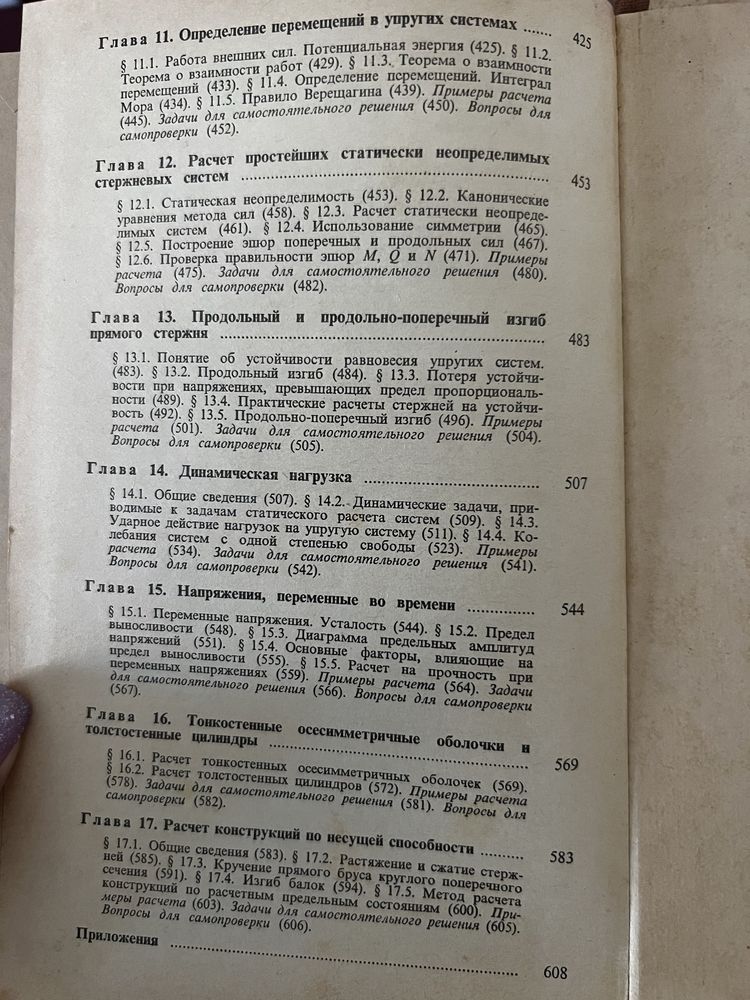 Глава 11. Определение перемещений в упругих системах ...... 425
§ 11.1. Работа внешних сил. Потенциальная энергия (425). § 11.2.
Теорема о взаимности работ (429). § 11.3. Теорема о взаимности
перемещений (433). § 11.4. Определение перемещений. Интеграл
Мора (434). § 11.5. Правило Верещагина (439). Примеры расчета
(445). Задачи для самостоятельного решения (450). Вопросы для
самопроверки (452).
Глава 12. Расчет простейших статически неопределимых
стержневых систем ...... 453
§ 12.1. Статическая неопределимость (453). § 12.2. Канонические
уравнения метода сил (458). § 12.3. Расчет статически неопреде-
лимых систем (461). § 12.4. Использование симметрии (465).
§ 12.5. Построение эпюр поперечных и продольных сил (467).
§ 12.6. Проверка правильности эпюр M, Q и N (471). Примеры
расчета (475). Задачи для самостоятельного решения (480).
Вопросы для самопроверки (482).
Глава 13. Продольный и продольно-поперечный изгиб
прямого стержня ...... 483
§ 13.1. Понятие об устойчивости равновесия упругих систем.
(483). § 13.2. Продольный изгиб (484). § 13.3. Потеря устойчи-
вости при напряжениях, превышающих предел пропорциональ-
ности (489). § 13.4. Практические расчеты стержней на устойчи-
вость (492). § 13.5. Продольно-поперечный изгиб (496). Примеры
расчета (501). Задачи для самостоятельного решения (504).
Вопросы для самопроверки (505).
Глава 14. Динамическая нагрузка ...... 507
§ 14.1. Общие сведения (507). § 14.2. Динамические задачи, при-
водимые к задачам статического расчета систем (509). § 14.3.
Ударное действие нагрузок на упругую систему (511). § 14.4. Ко-
лебания систем с одной степенью свободы (523). Примеры
расчета (534). Задачи для самостоятельного решения (541).
Вопросы для самопроверки (542).
Глава 15. Напряжения, переменные во времени ...... 544
§ 15.1. Переменные напряжения. Усталость (544). § 15.2. Предел
выносливости (548). § 15.3. Диаграмма предельных амплитуд
напряжений (551). § 15.4. Основные факторы, влияющие на
предел выносливости (555). § 15.5. Расчет на прочность при
переменных напряжениях (559). Примеры расчета (564). Задачи
для самостоятельного решения (566). Вопросы для самопроверки
(567).
Глава 16. Тонкостенные осесимметричные оболочки и
толстостенные цилиндры ...... 569
§ 16.1. Расчет тонкостенных осесимметричных оболочек (569).
§ 16.2. Расчет толстостенных цилиндров (572). Примеры расчета
(578). Задачи для самостоятельного решения (581). Вопросы для
самопроверки (582).
Глава 17. Расчет конструкций по несущей способности ...... 583
§ 17.1. Общие сведения (583). § 17.2. Растяжение и сжатие стерж-
ней (585). § 17.3. Кручение прямого бруса круглого поперечного
сечения (591). § 17.4. Изгиб балок (594). § 17.5. Метод расчета
конструкций по расчетным предельным состояниям (600). При-
меры расчета (603). Задачи для самостоятельного решения (605).
Вопросы для самопроверки (606).
Приложения ...... 608